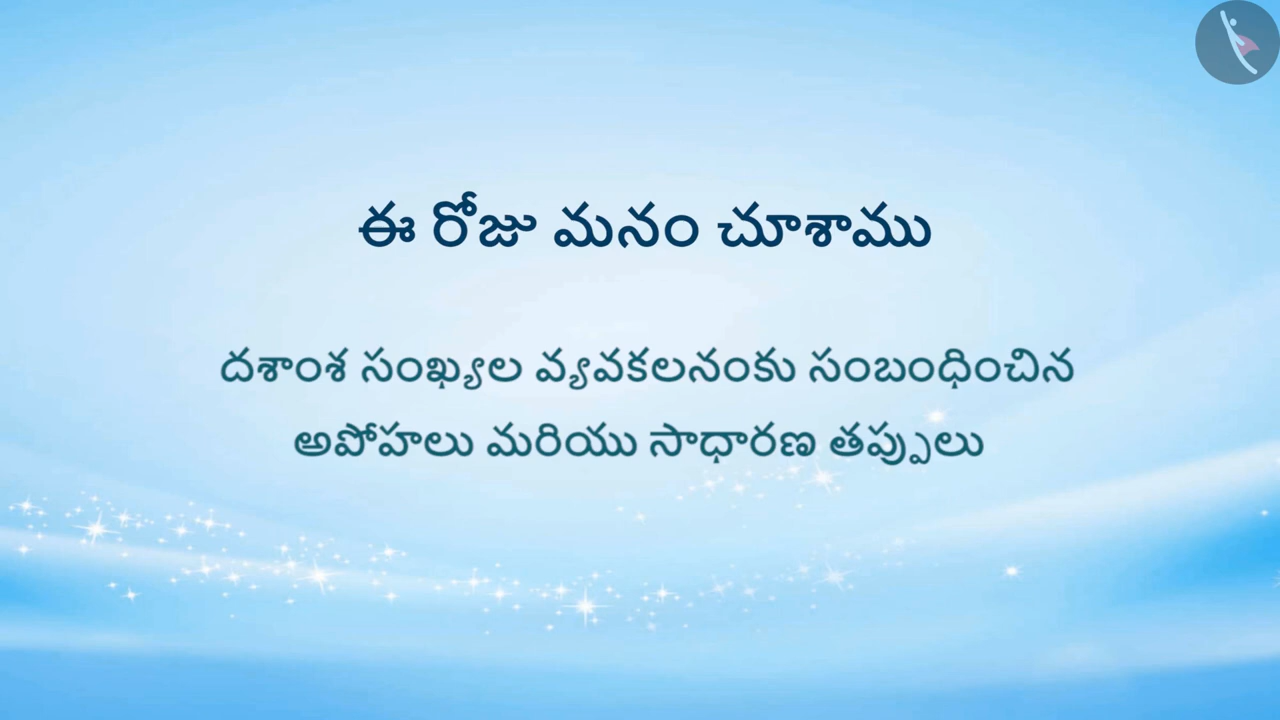 ఈ రోజు మనం చూశాము
దశాంశ సంఖ్యల వ్యవకలనంకు సంబంధించిన
అపోహలు మరియు సాధారణ తప్పులు